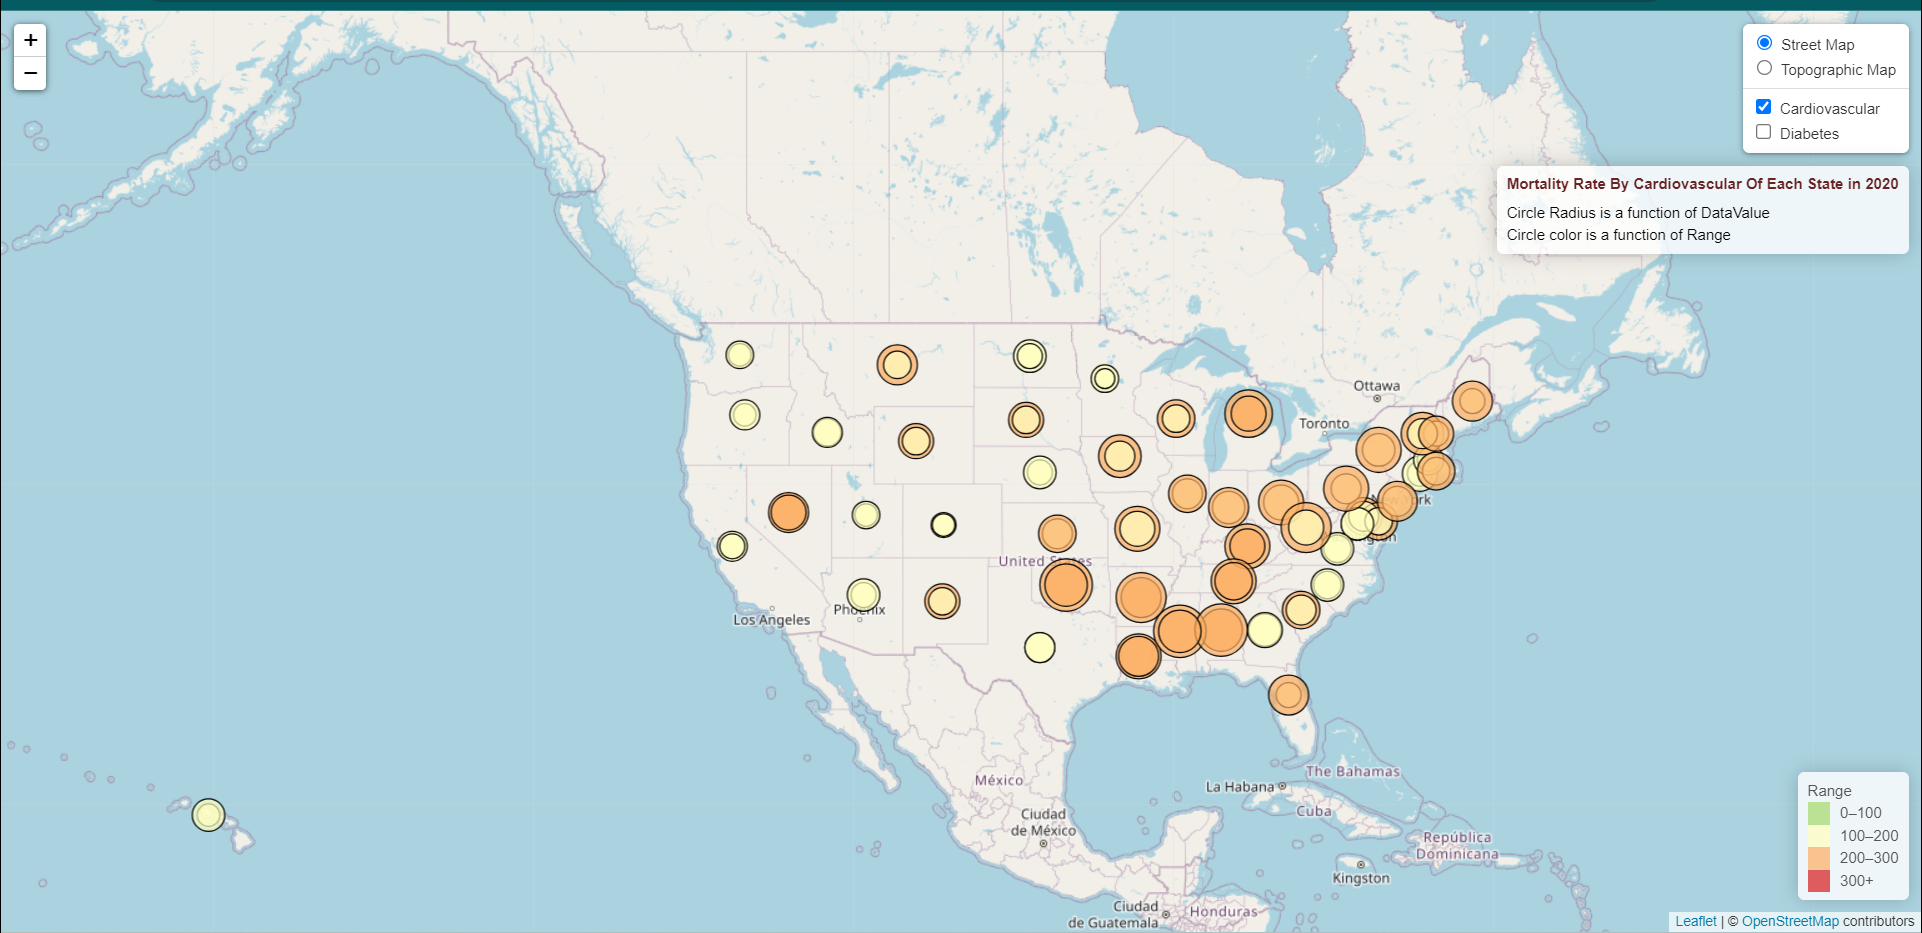 +
−
Street Map
Topographic Map
Cardiovascular
Diabetes
Mortality Rate By Cardiovascular Of Each State in 2020
Circle Radius is a function of DataValue
Circle color is a function of Range
Ottawa
Toronto
United States
Los Angeles
Phoenix
México
Ciudad
de México
La Habana
The Bahamas
Cuba
República
Dominicana
Kingston
Ciudad
de Guatemala
Honduras
Range
0–100
100–200
200–300
300+
Leaflet | © OpenStreetMap contributors